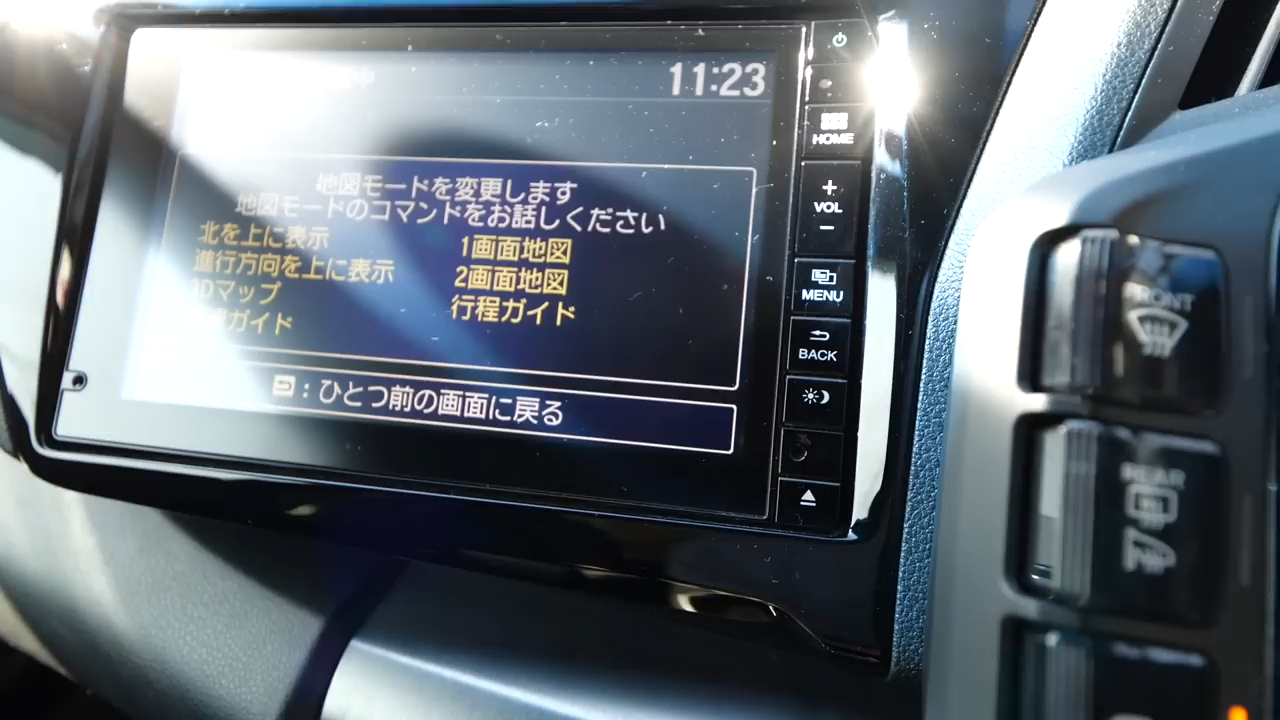 11:23
地図モードを変更します
地図モードのコマンドをお話しください
北を上に表示
1画面地図
進行方向を上に表示
2画面地図
Dマップ
行程ガイド
ガイド
：ひとつ前の画面に戻る
HOME
+
VOL
−
MENU
BACK
FRONT
REAR